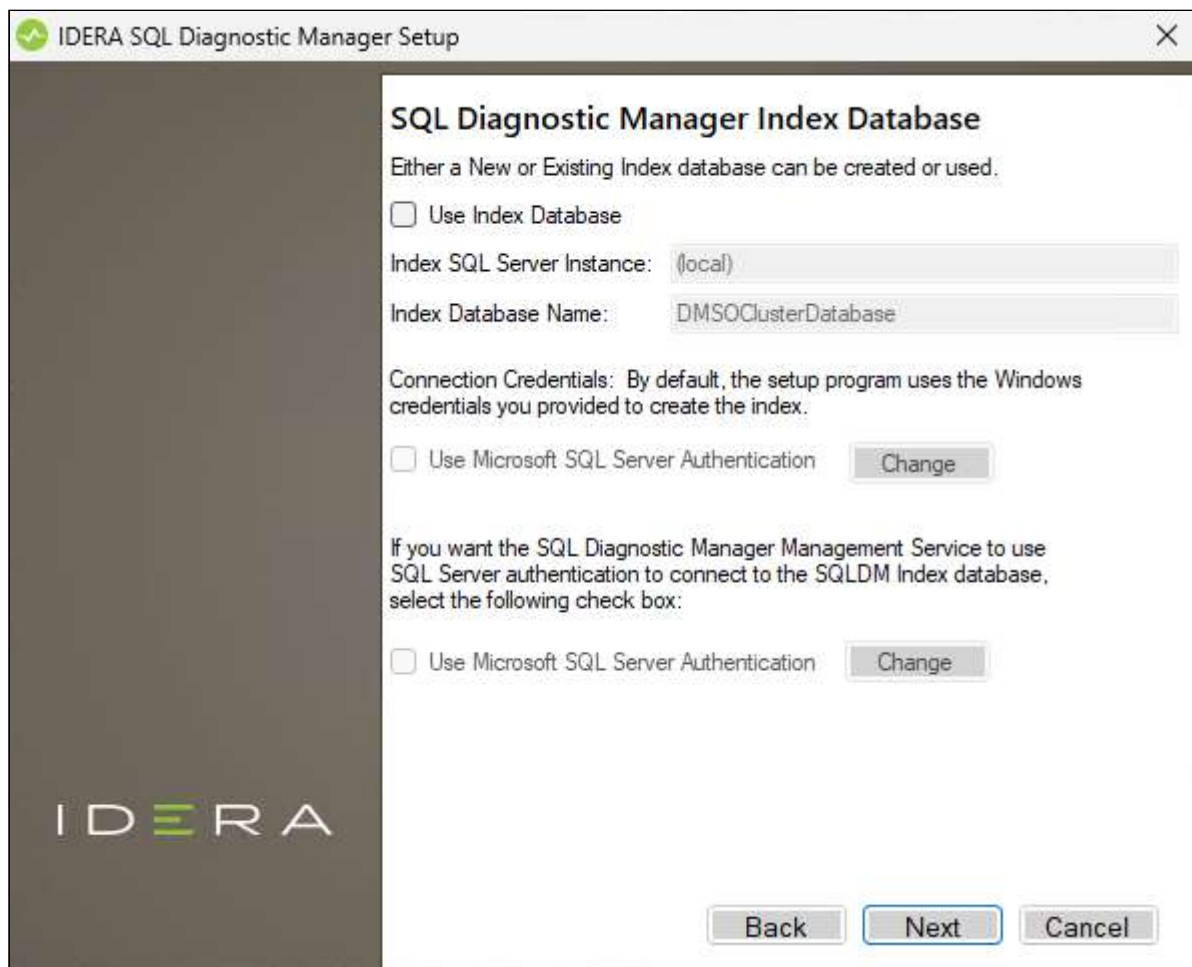 IDERA SQL Diagnostic Manager Setup
SQL Diagnostic Manager Index Database
Either a New or Existing Index database can be created or used.
Use Index Database
Index SQL Server Instance: (local)
Index Database Name: DMSOClusterDatabase
Connection Credentials: By default, the setup program uses the Windows
credentials you provided to create the index.
Use Microsoft SQL Server Authentication Change
If you want the SQL Diagnostic Manager Management Service to use
SQL Server authentication to connect to the SQLDM Index database,
select the following check box:
Use Microsoft SQL Server Authentication Change
IDERA
Back Next Cancel